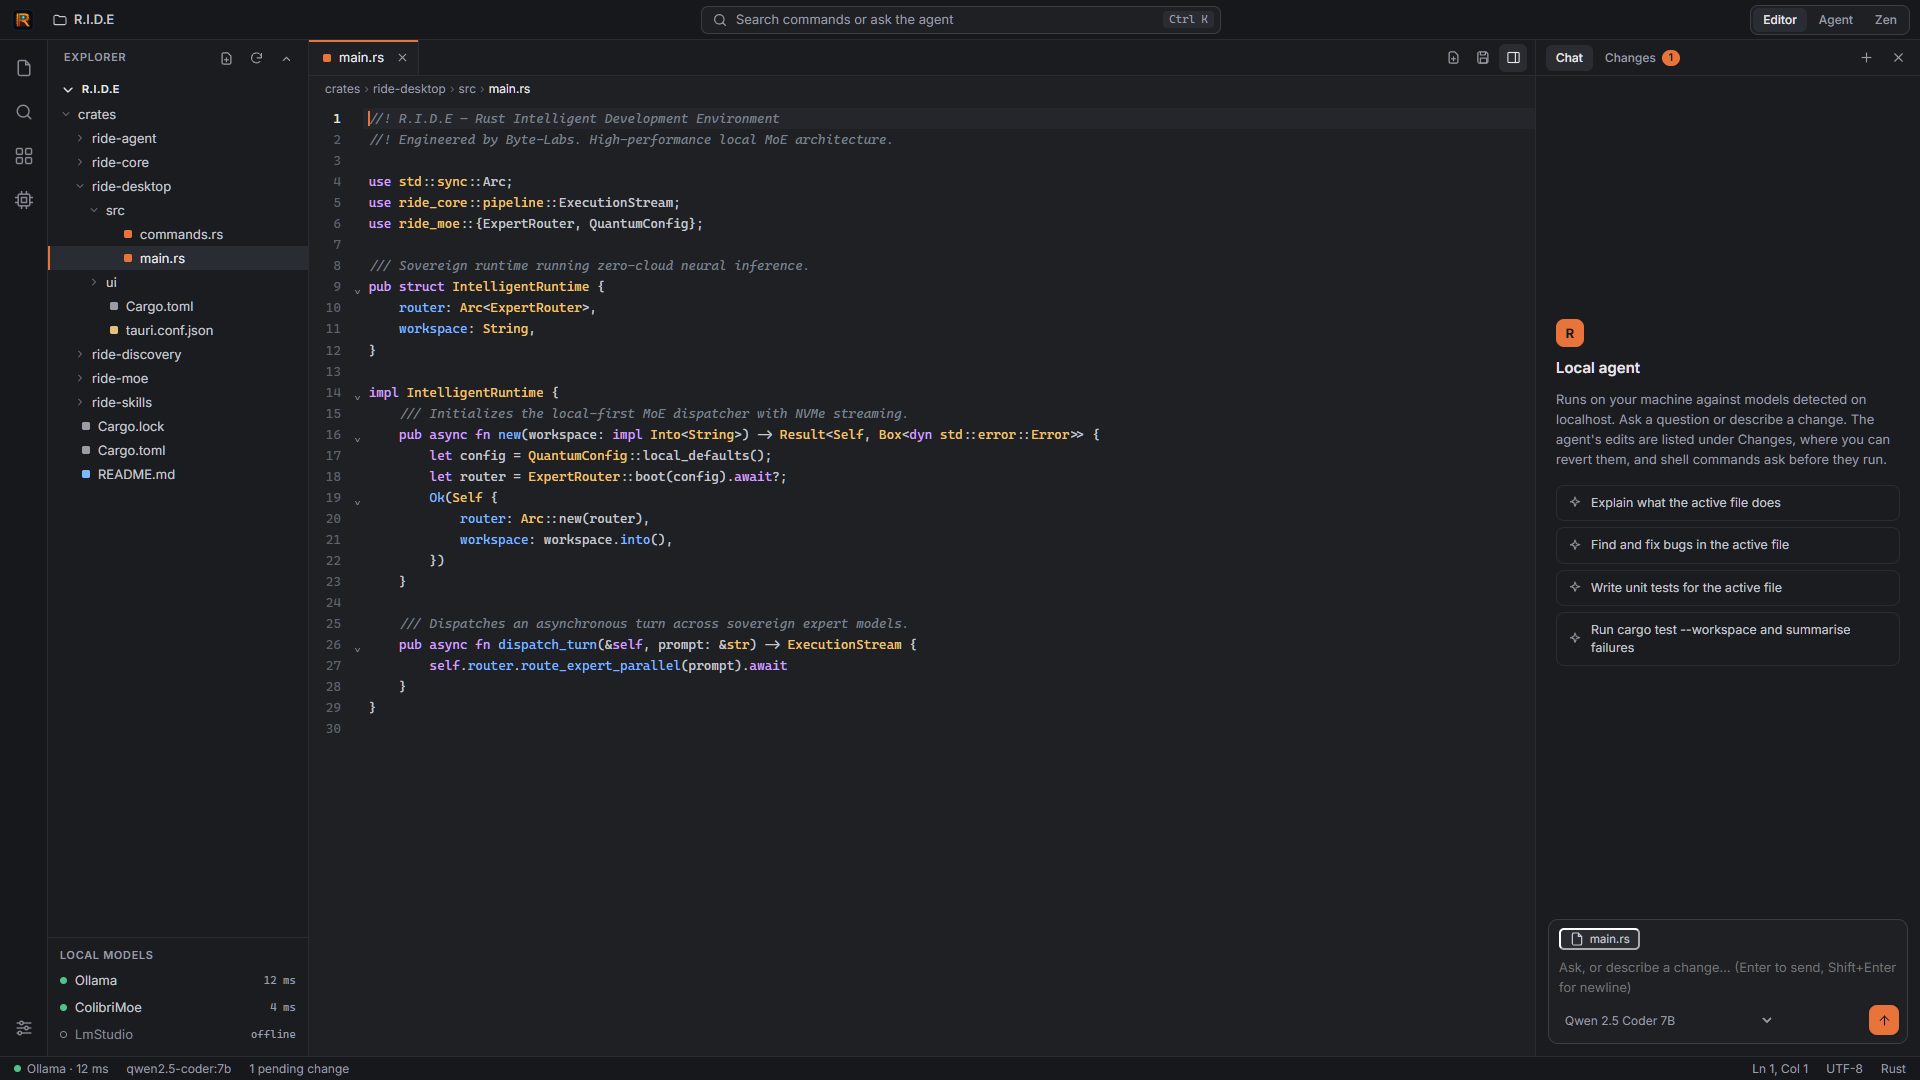 R.I.D.E
Search commands or ask the agent
Ctrl K
Editor
Agent
Zen
EXPLORER
R.I.D.E
crates
ride-agent
ride-core
ride-desktop
src
commands.rs
main.rs
ui
Cargo.toml
tauri.conf.json
ride-discovery
ride-moe
ride-skills
Cargo.lock
Cargo.toml
README.md
LOCAL MODELS
Ollama 12 ms
ColibriMoe 4 ms
LmStudio offline
main.rs
crates › ride-desktop › src › main.rs
1 //! R.I.D.E — Rust Intelligent Development Environment
2 //! Engineered by Byte-Labs. High-performance local MoE architecture.
3
4 use std::sync::Arc;
5 use ride_core::pipeline::ExecutionStream;
6 use ride_moe::{ExpertRouter, QuantumConfig};
7
8 /// Sovereign runtime running zero-cloud neural inference.
9 pub struct IntelligentRuntime {
10     router: Arc<ExpertRouter>,
11     workspace: String,
12 }
13
14 impl IntelligentRuntime {
15     /// Initializes the local-first MoE dispatcher with NVMe streaming.
16     pub async fn new(workspace: impl Into<String>) -> Result<Self, Box<dyn std::error::Error>> {
17         let config = QuantumConfig::local_defaults();
18         let router = ExpertRouter::boot(config).await?;
19         Ok(Self {
20             router: Arc::new(router),
21             workspace: workspace.into(),
22         })
23     }
24
25     /// Dispatches an asynchronous turn across sovereign expert models.
26     pub async fn dispatch_turn(&self, prompt: &str) -> ExecutionStream {
27         self.router.route_expert_parallel(prompt).await
28     }
29 }
30
Chat
Changes 1
R
Local agent
Runs on your machine against models detected on
localhost. Ask a question or describe a change. The
agent's edits are listed under Changes, where you can
revert them, and shell commands ask before they run.
Explain what the active file does
Find and fix bugs in the active file
Write unit tests for the active file
Run cargo test --workspace and summarise
failures
main.rs
Ask, or describe a change... (Enter to send, Shift+Enter
for newline)
Qwen 2.5 Coder 7B
Ollama · 12 ms
qwen2.5-coder:7b
1 pending change
Ln 1, Col 1
UTF-8
Rust